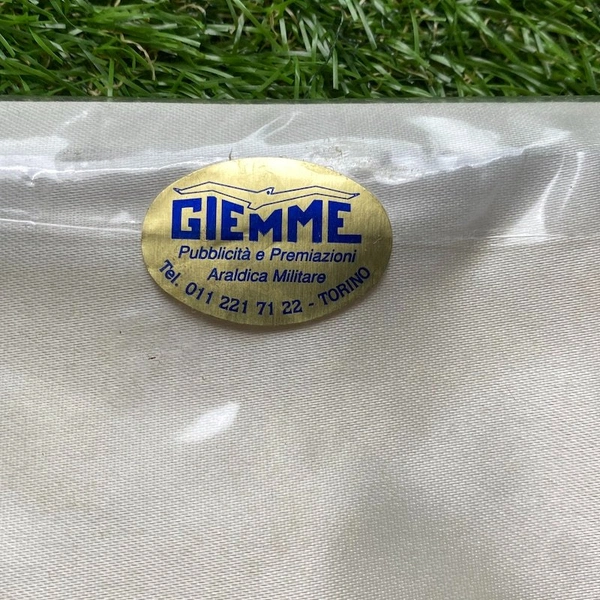 GIEMME
Pubblicità e Premiazioni
Araldica Militare
Tel. 011 221 71 22 - TORINO